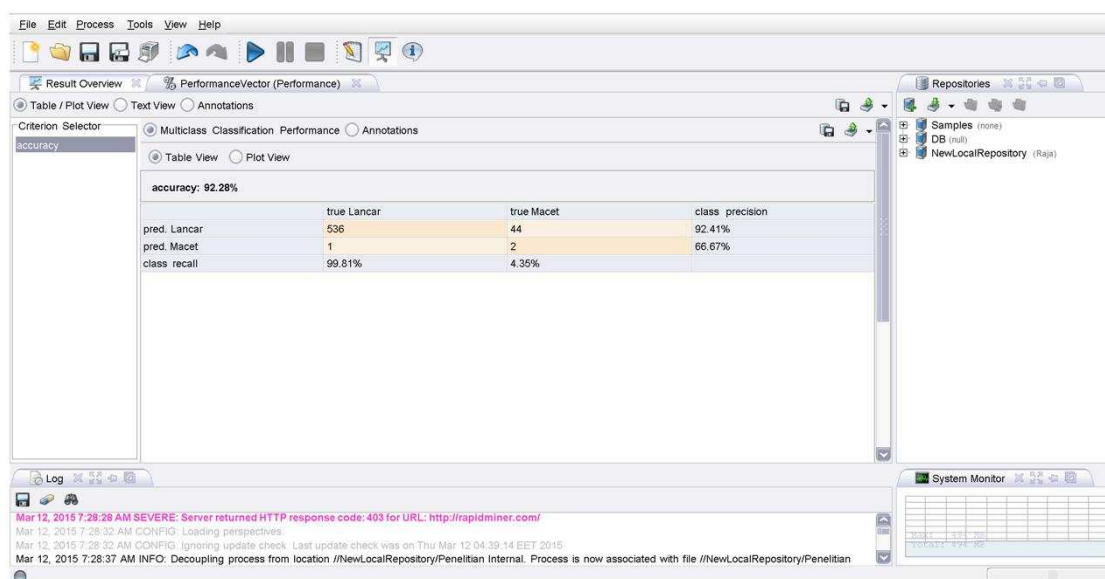 File Edit Process Tools View Help
Result Overview PerformanceVector (Performance)
Table / Plot View Text View Annotations
Criterion Selector
accuracy
Multiclass Classification Performance Annotations
Table View Plot View
accuracy: 92.28%
true Lancar true Macet class precision
pred. Lancar 536 44 92.41%
pred. Macet 1 2 66.67%
class recall 99.81% 4.35%
Repositories
Samples (none)
DB (null)
NewLocalRepository (Raja)
Log
Mar 12, 2015 7:28:28 AM SEVERE: Server returned HTTP response code: 403 for URL: http://rapidminer.com/
Mar 12, 2015 7:28:32 AM CONFIG: Loading perspectives.
Mar 12, 2015 7:28:32 AM CONFIG: Ignoring update check. Last update check was on Thu Mar 12 04:39:14 EET 2015
Mar 12, 2015 7:28:37 AM INFO: Decoupling process from location //NewLocalRepository/Penelitian Internal. Process is now associated with file //NewLocalRepository/Penelitian
System Monitor
Total: 494 MB